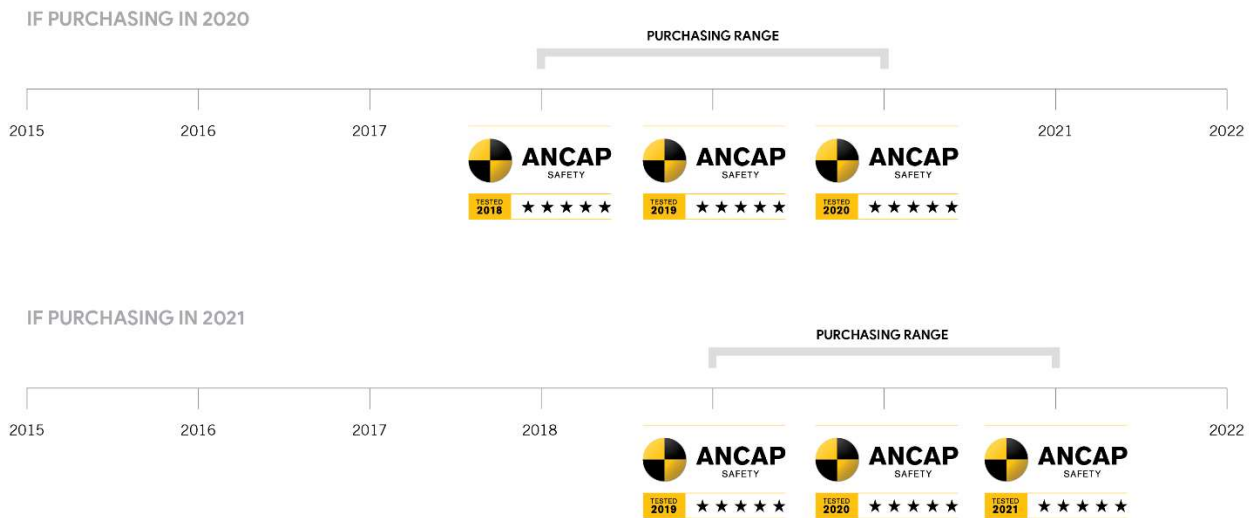 IF PURCHASING IN 2020
PURCHASING RANGE
2015 2016 2017 2021 2022
ANCAP ANCAP ANCAP
SAFETY SAFETY SAFETY
TESTED TESTED TESTED
2018 ★★★★★ 2019 ★★★★★ 2020 ★★★★★
IF PURCHASING IN 2021
PURCHASING RANGE
2015 2016 2017 2018 2022
ANCAP ANCAP ANCAP
SAFETY SAFETY SAFETY
TESTED TESTED TESTED
2019 ★★★★★ 2020 ★★★★★ 2021 ★★★★★